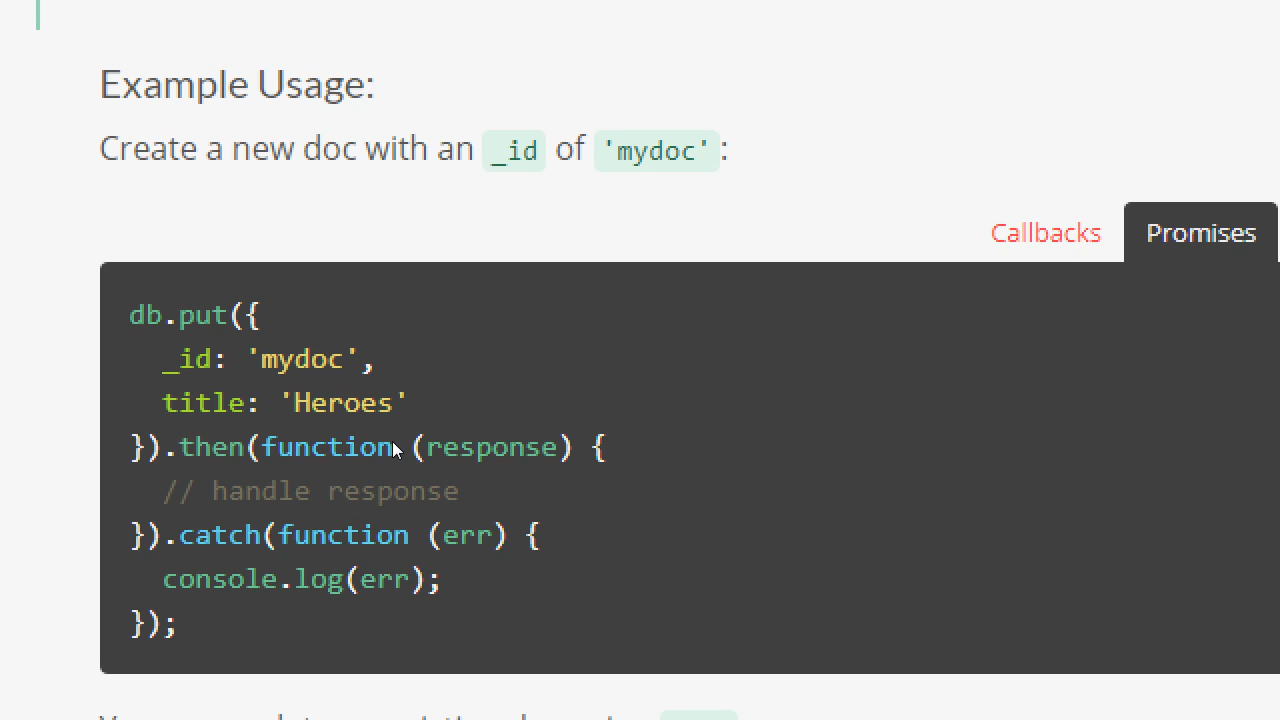 Example Usage:
Create a new doc with an _id of 'mydoc':
Callbacks Promises
db.put({
  _id: 'mydoc',
  title: 'Heroes'
}).then(function (response) {
  // handle response
}).catch(function (err) {
  console.log(err);
});